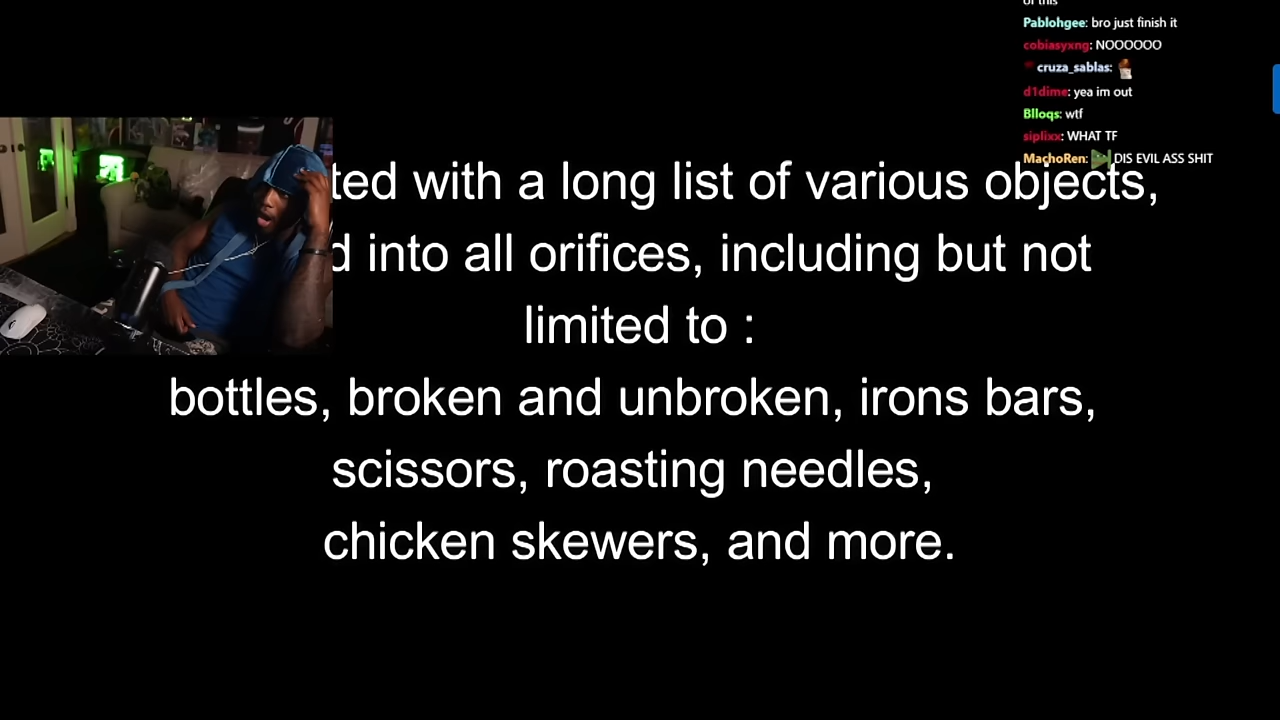 Pablohgee: bro just finish it
cobiasyxng: NOOOOOO
cruza_sablas:
d1dime: yea im out
Blloqs: wtf
siplixx: WHAT TF
MachoRen: DIS EVIL ASS SHIT
ted with a long list of various objects,
d into all orifices, including but not
limited to :
bottles, broken and unbroken, irons bars,
scissors, roasting needles,
chicken skewers, and more.